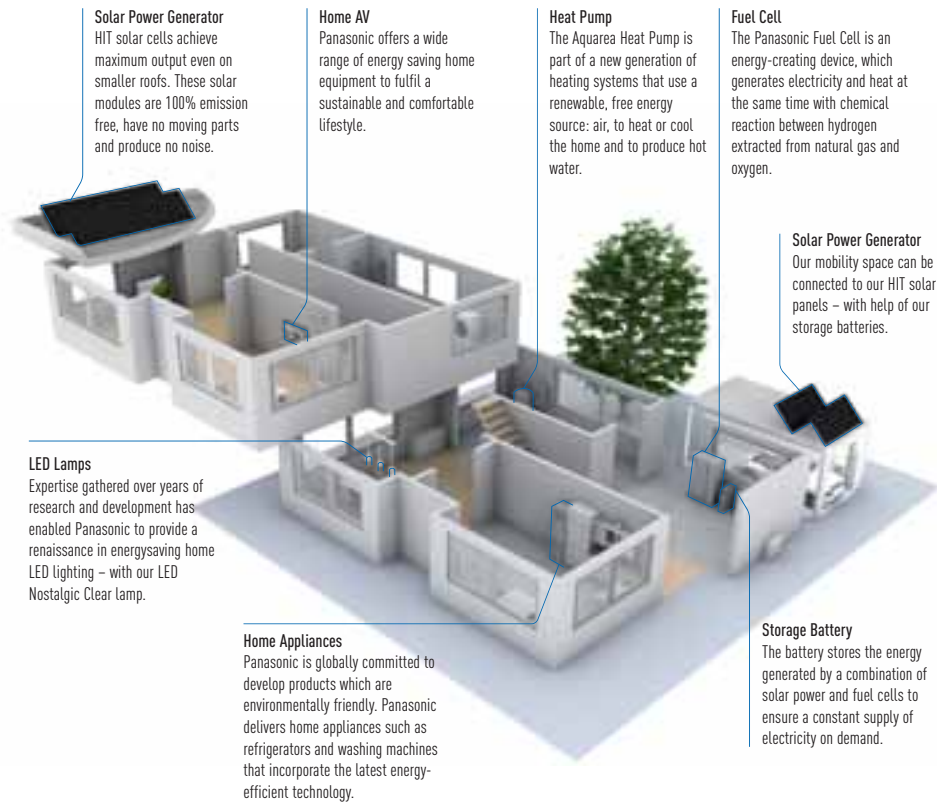 Solar Power Generator
HIT solar cells achieve
maximum output even on
smaller roofs. These solar
modules are 100% emission
free, have no moving parts
and produce no noise.
Home AV
Panasonic offers a wide
range of energy saving home
equipment to fulfil a
sustainable and comfortable
lifestyle.
Heat Pump
The Aquarea Heat Pump is
part of a new generation of
heating systems that use a
renewable, free energy
source: air, to heat or cool
the home and to produce hot
water.
Fuel Cell
The Panasonic Fuel Cell is an
energy-creating device, which
generates electricity and heat at
the same time with chemical
reaction between hydrogen
extracted from natural gas and
oxygen.
Solar Power Generator
Our mobility space can be
connected to our HIT solar
panels – with help of our
storage batteries.
LED Lamps
Expertise gathered over years of
research and development has
enabled Panasonic to provide a
renaissance in energysaving home
LED lighting – with our LED
Nostalgic Clear lamp.
Home Appliances
Panasonic is globally committed to
develop products which are
environmentally friendly. Panasonic
delivers home appliances such as
refrigerators and washing machines
that incorporate the latest energy-
efficient technology.
Storage Battery
The battery stores the energy
generated by a combination of
solar power and fuel cells to
ensure a constant supply of
electricity on demand.